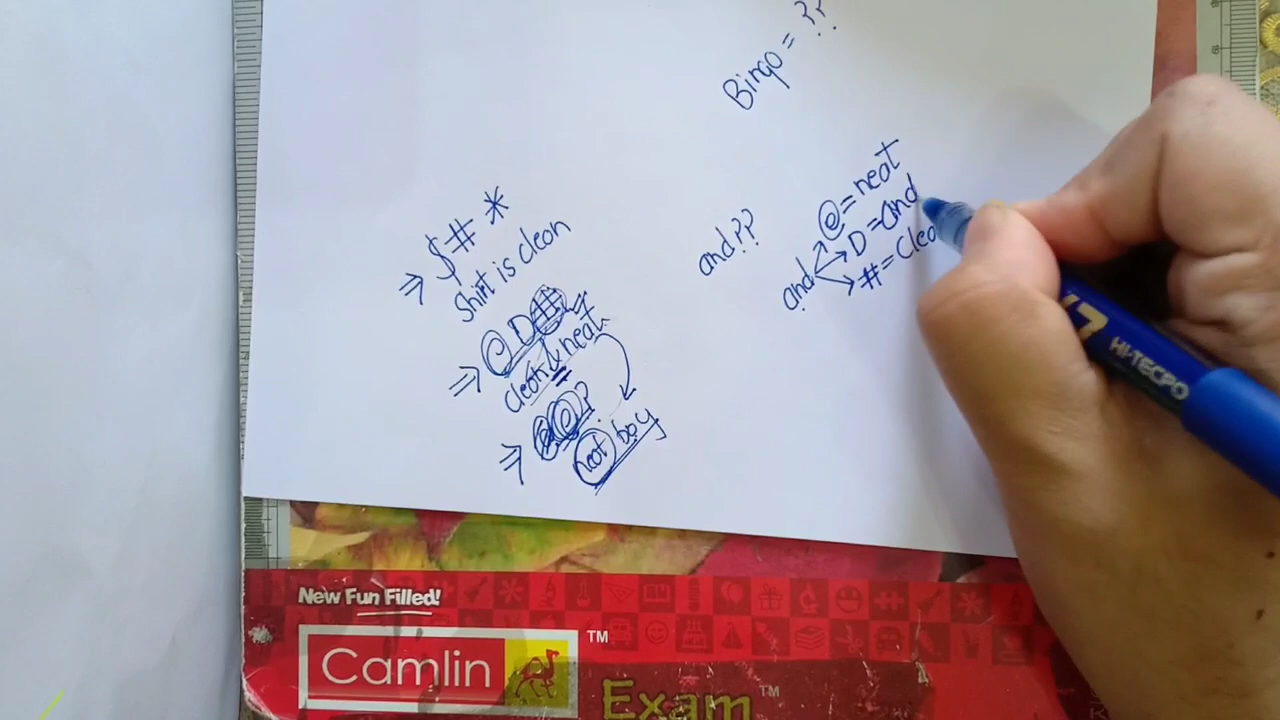 Bingo = ??
$ # *
shirt is clean
@ D #
clean & neat
@ ?
neat boy
and??
and
@ = neat
D = and
# = Clea
New Fun Filled!
Camlin ™
Exam ™
HI-TECPO